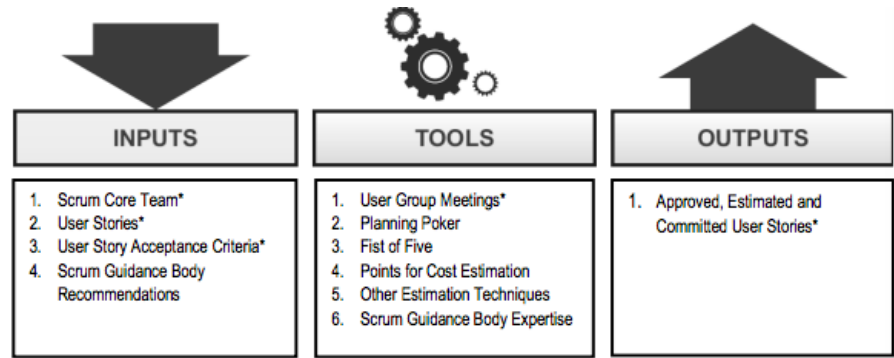 INPUTS
1. Scrum Core Team*
2. User Stories*
3. User Story Acceptance Criteria*
4. Scrum Guidance Body
Recommendations
TOOLS
1. User Group Meetings*
2. Planning Poker
3. Fist of Five
4. Points for Cost Estimation
5. Other Estimation Techniques
6. Scrum Guidance Body Expertise
OUTPUTS
1. Approved, Estimated and
Committed User Stories*